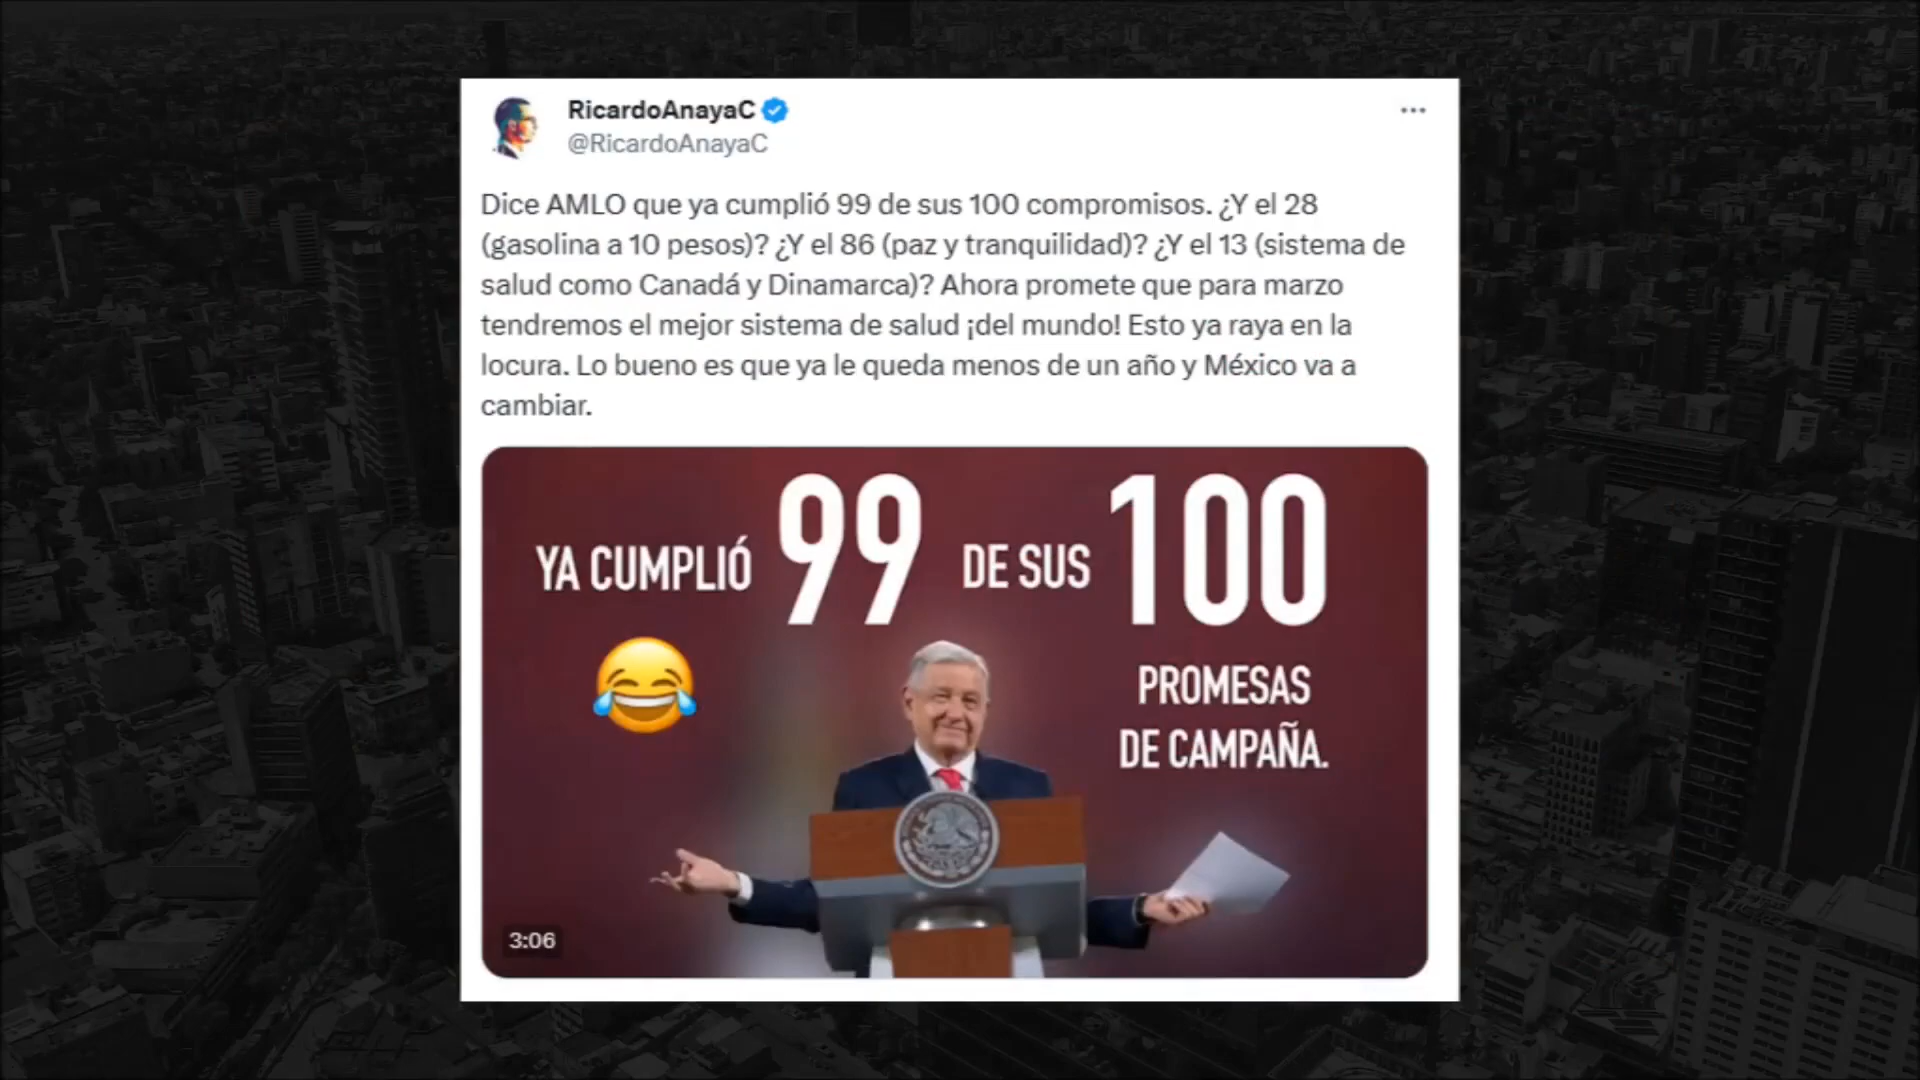 RicardoAnayaC
@RicardoAnayaC
Dice AMLO que ya cumplió 99 de sus 100 compromisos. ¿Y el 28
(gasolina a 10 pesos)? ¿Y el 86 (paz y tranquilidad)? ¿Y el 13 (sistema de
salud como Canadá y Dinamarca)? Ahora promete que para marzo
tendremos el mejor sistema de salud ¡del mundo! Esto ya raya en la
locura. Lo bueno es que ya le queda menos de un año y México va a
cambiar.
YA CUMPLIÓ 99 DE SUS 100
PROMESAS
DE CAMPAÑA.
3:06